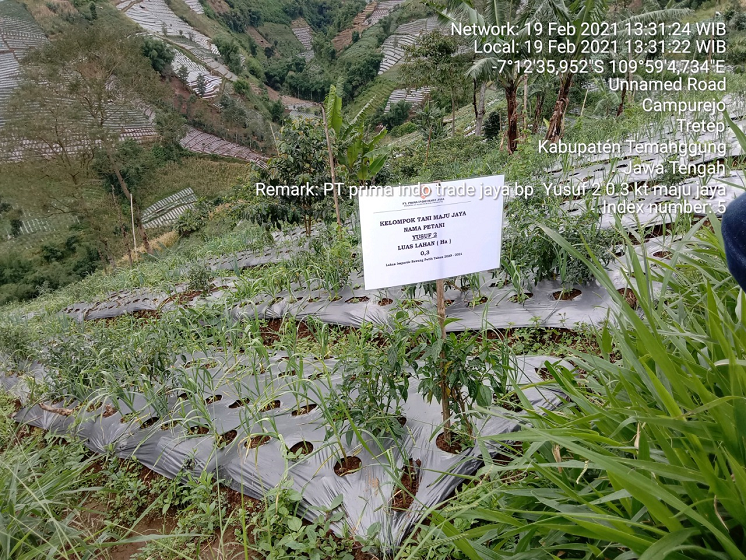 Network: 19 Feb 2021 13:31:24 WIB
Local: 19 Feb 2021 13:31:22 WIB
-7°12'35,952"S 109°59'4,734"E
Unnamed Road
Campurejo
Tretep
Kabupaten Temanggung
Jawa Tengah
Remark: PT prima indo trade jaya bp. Yusuf 2 0.3 kt maju jaya
Index number: 5
KELOMPOK TANI MAJU JAYA
NAMA PETANI
YUSUF 2
LUAS LAHAN ( Ha )
0,3